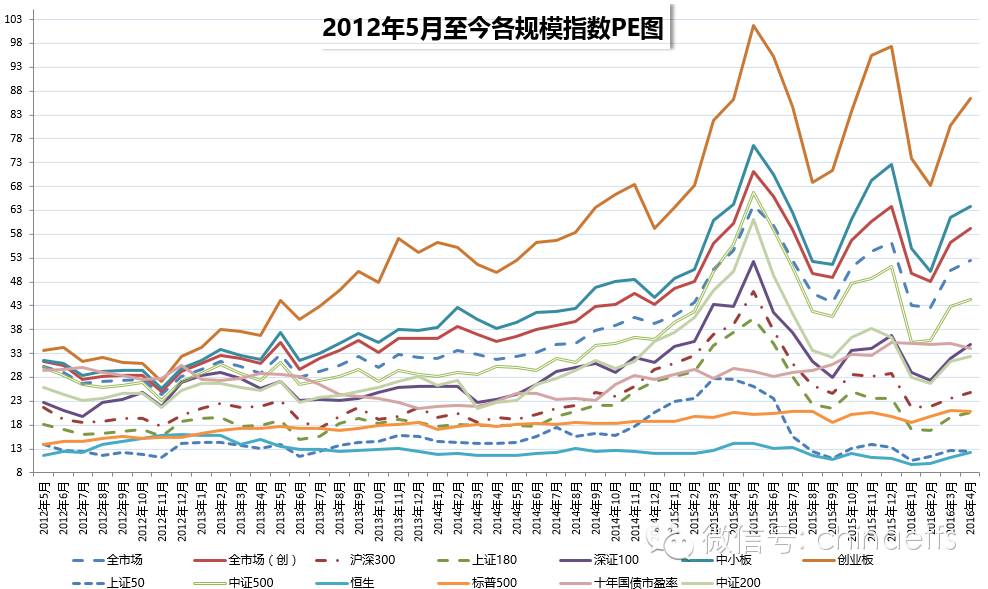 2012年5月至今各规模指数PE图
103
98
93
88
83
78
73
68
63
58
53
48
43
38
33
28
23
18
13
8
2012年5月
2012年6月
2012年7月
2012年8月
2012年9月
2012年10月
2012年11月
2012年12月
2013年1月
2013年2月
2013年3月
2013年4月
2013年5月
2013年6月
2013年7月
2013年8月
2013年9月
2013年10月
2013年11月
2013年12月
2014年1月
2014年2月
2014年3月
2014年4月
2014年5月
2014年6月
2014年7月
2014年8月
2014年9月
2014年10月
2014年11月
2014年12月
2015年1月
2015年2月
2015年3月
2015年4月
2015年5月
2015年6月
2015年7月
2015年8月
2015年9月
2015年10月
2015年11月
2015年12月
2016年1月
2016年2月
2016年3月
2016年4月
微信号: chindeffs
全市场 全市场（创） 沪深300 上证180 深证100 中小板 创业板
上证50 中证500 恒生 标普500 十年国债市盈率 中证200